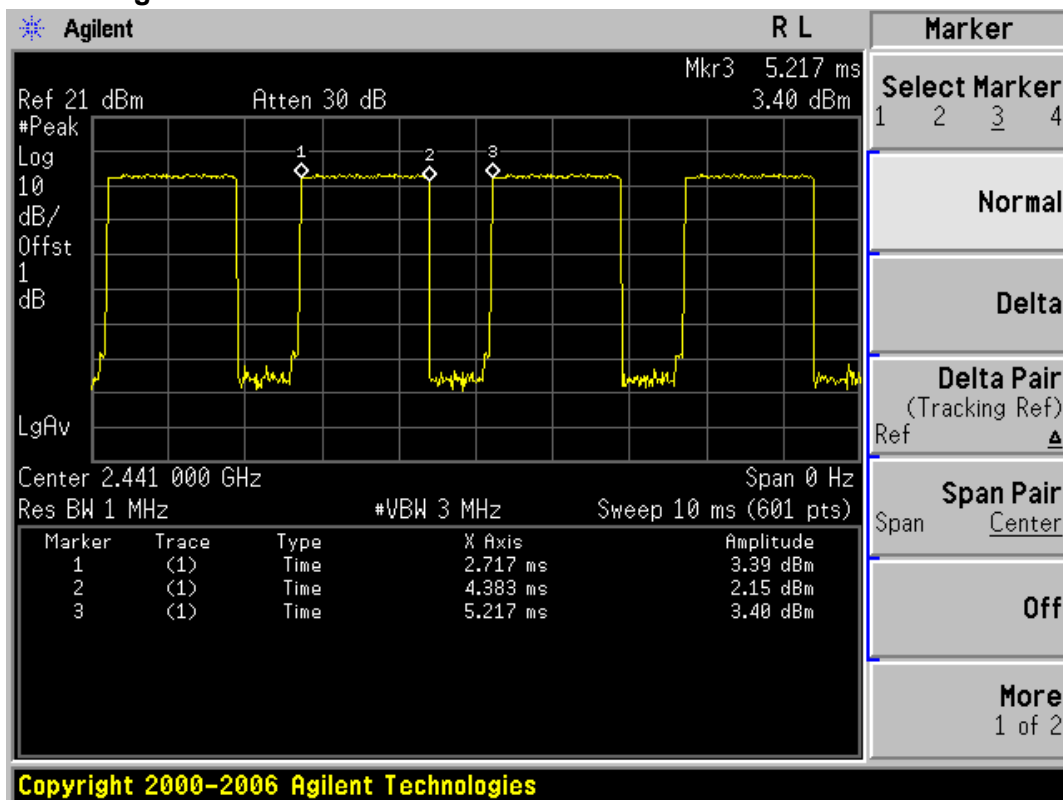 Agilent R L Marker
Mkr3 5.217 ms
Ref 21 dBm Atten 30 dB 3.40 dBm
#Peak
Log
10
dB/
Offst
1
dB
LgAv
1 2 3
Center 2.441 000 GHz Span 0 Hz
Res BW 1 MHz #VBW 3 MHz Sweep 10 ms (601 pts)
Marker Trace Type X Axis Amplitude
1 (1) Time 2.717 ms 3.39 dBm
2 (1) Time 4.383 ms 2.15 dBm
3 (1) Time 5.217 ms 3.40 dBm
Select Marker
1 2 3 4
Normal
Delta
Delta Pair
(Tracking Ref)
Ref Δ
Span Pair
Span Center
Off
More
1 of 2
Copyright 2000-2006 Agilent Technologies